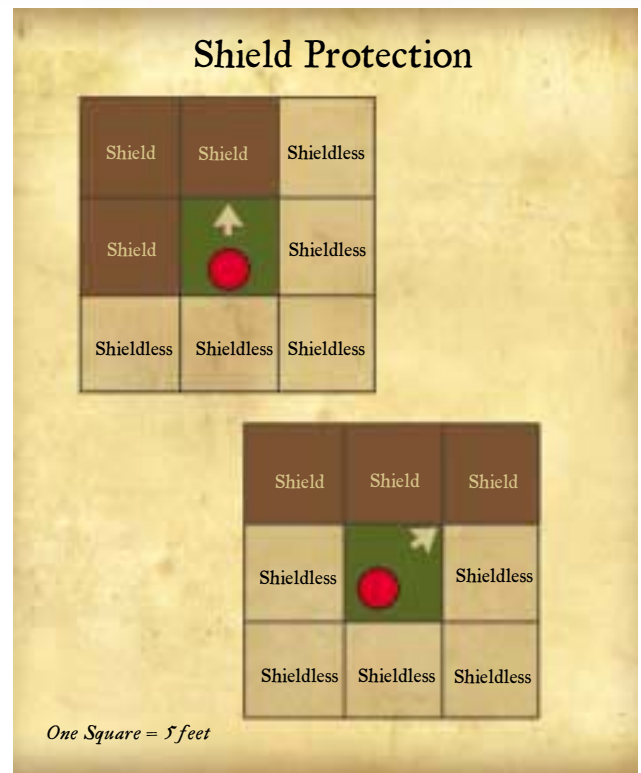 Shield Protection
Shield Shield Shieldless
Shield Shieldless
Shieldless Shieldless Shieldless
Shield Shield Shield
Shieldless Shieldless
Shieldless Shieldless Shieldless
One Square = 5 feet